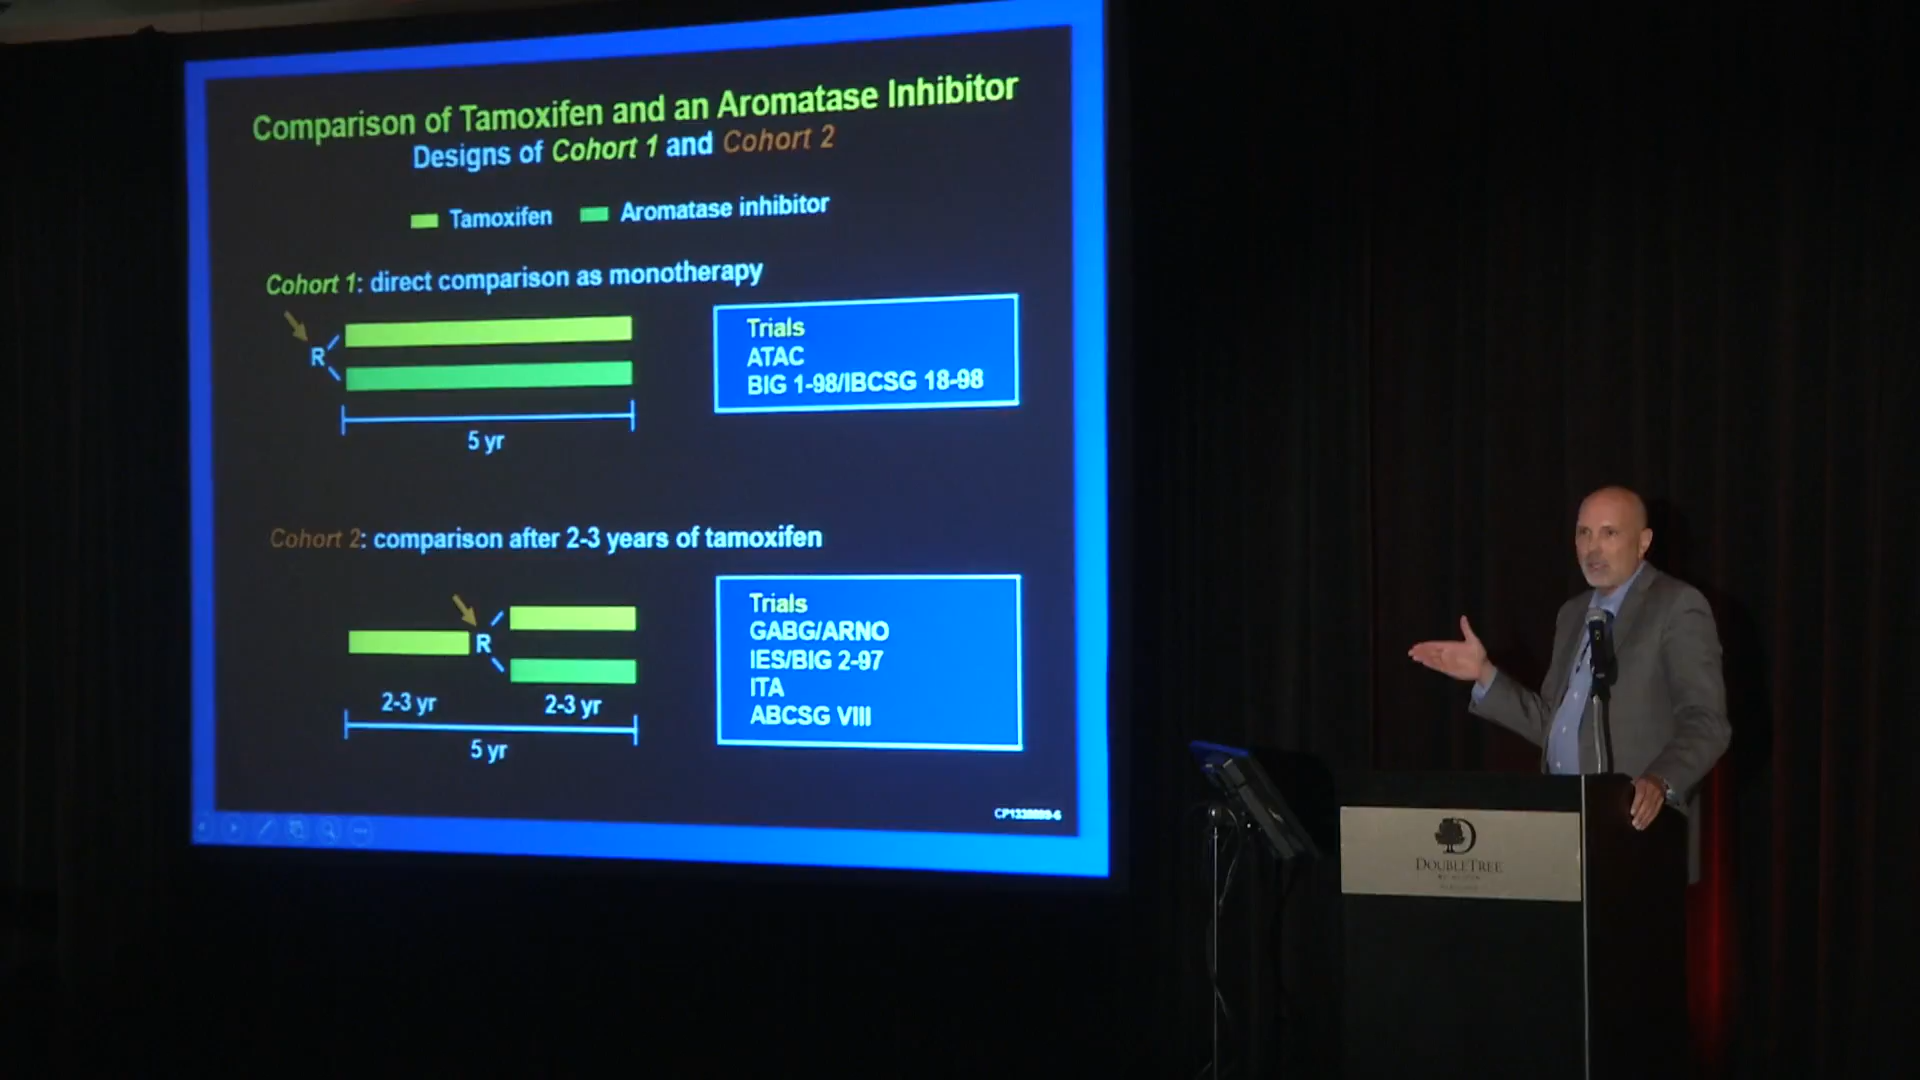 Comparison of Tamoxifen and an Aromatase Inhibitor
Designs of Cohort 1 and Cohort 2
Tamoxifen
Aromatase inhibitor
Cohort 1: direct comparison as monotherapy
R
5 yr
Trials
ATAC
BIG 1-98/IBCSG 18-98
Cohort 2: comparison after 2-3 years of tamoxifen
R
2-3 yr
2-3 yr
5 yr
Trials
GABG/ARNO
IES/BIG 2-97
ITA
ABCSG VIII
D
DOUBLETREE